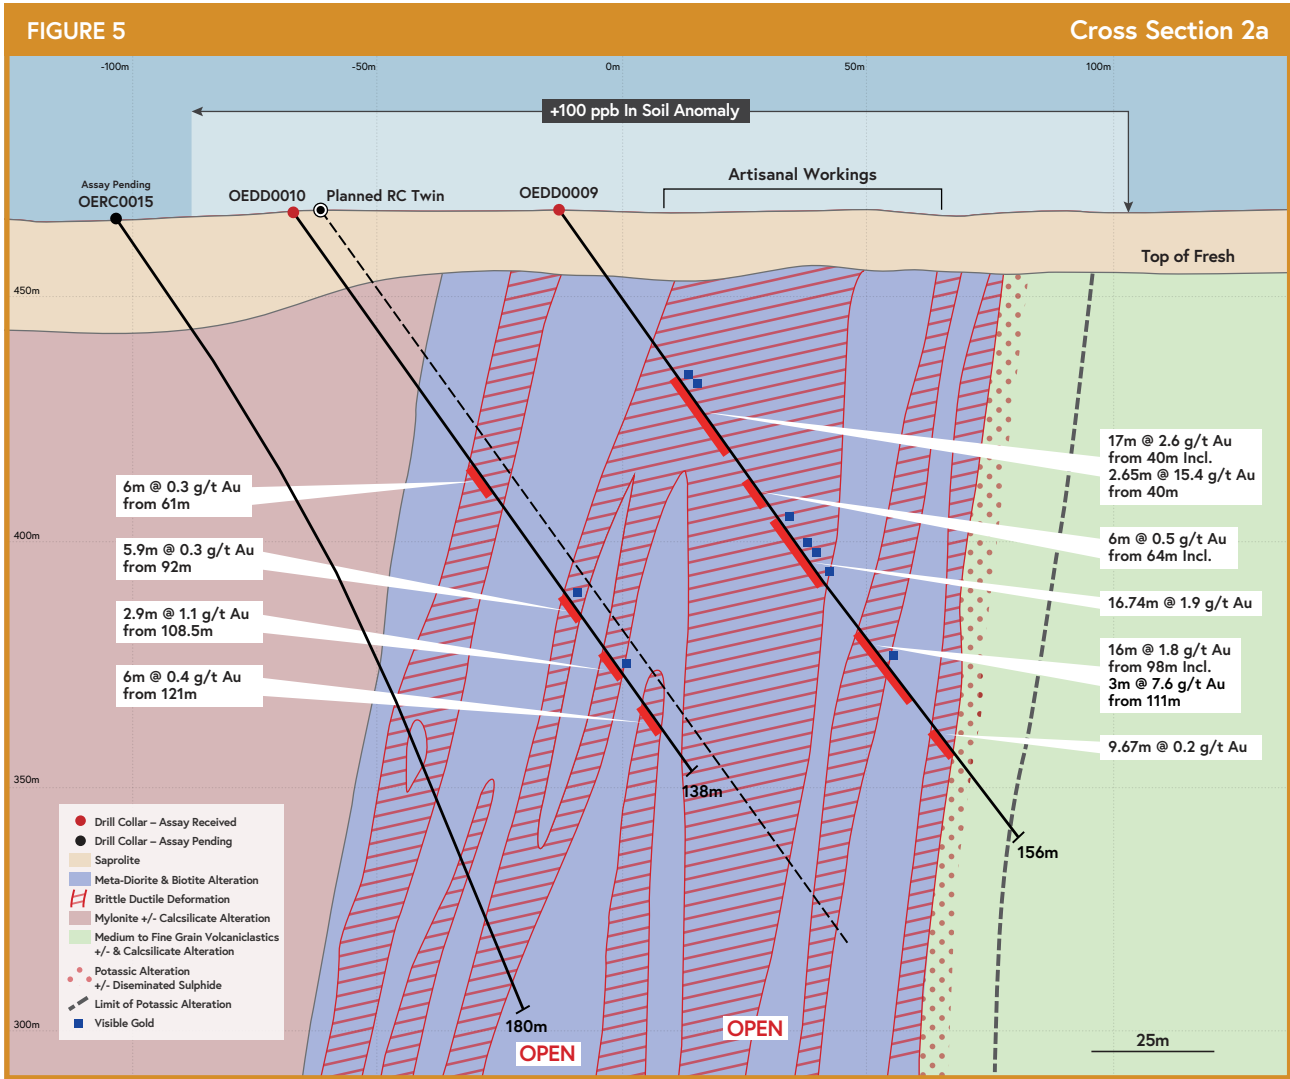 FIGURE 5
Cross Section 2a
-100m
-50m
0m
50m
100m
+100 ppb In Soil Anomaly
Assay Pending
OERC0015
OEDD0010
Planned RC Twin
OEDD0009
Artisanal Workings
Top of Fresh
450m
400m
350m
300m
6m @ 0.3 g/t Au
from 61m
5.9m @ 0.3 g/t Au
from 92m
2.9m @ 1.1 g/t Au
from 108.5m
6m @ 0.4 g/t Au
from 121m
17m @ 2.6 g/t Au
from 40m Incl.
2.65m @ 15.4 g/t Au
from 40m
6m @ 0.5 g/t Au
from 64m Incl.
16.74m @ 1.9 g/t Au
16m @ 1.8 g/t Au
from 98m Incl.
3m @ 7.6 g/t Au
from 111m
9.67m @ 0.2 g/t Au
138m
156m
180m
OPEN
OPEN
25m
Drill Collar – Assay Received
Drill Collar – Assay Pending
Saprolite
Meta-Diorite & Biotite Alteration
Brittle Ductile Deformation
Mylonite +/- Calcsilicate Alteration
Medium to Fine Grain Volcaniclastics
+/- & Calcsilicate Alteration
Potassic Alteration
+/- Diseminated Sulphide
Limit of Potassic Alteration
Visible Gold